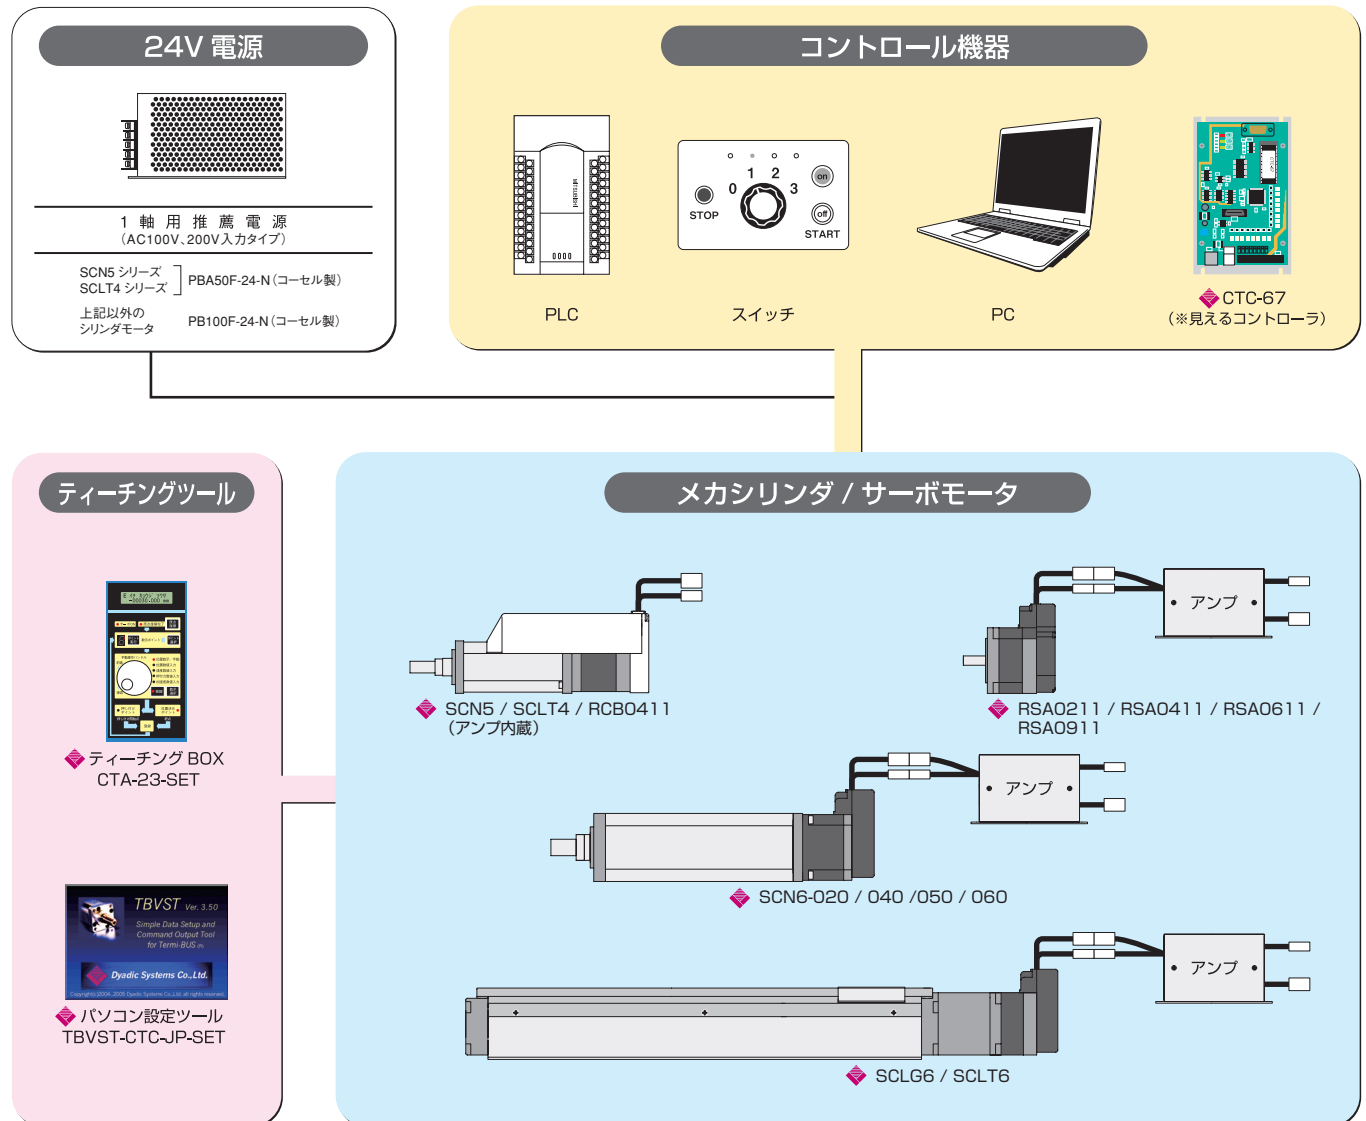 24V 電源
1 軸 用 推 薦 電 源
(AC100V、200V入力タイプ)
SCN5 シリーズ
SCLT4 シリーズ
PBA50F-24-N(コーセル製)
上記以外の
シリンダモータ
PB100F-24-N(コーセル製)
コントロール機器
MITSUBISHI
PLC
0 1 2 3
STOP
on
off
START
スイッチ
PC
CTC-67
(※見えるコントローラ)
ティーチングツール
ティーチング BOX
CTA-23-SET
TBVST Ver. 3.50
Simple Data Setup and
Command Output Tool
for Termi-BUS
Dyadic Systems Co.,Ltd.
パソコン設定ツール
TBVST-CTC-JP-SET
メカシリンダ / サーボモータ
SCN5 / SCLT4 / RCB0411
(アンプ内蔵)
アンプ
RSA0211 / RSA0411 / RSA0611 /
RSA0911
アンプ
SCN6-020 / 040 /050 / 060
アンプ
SCLG6 / SCLT6